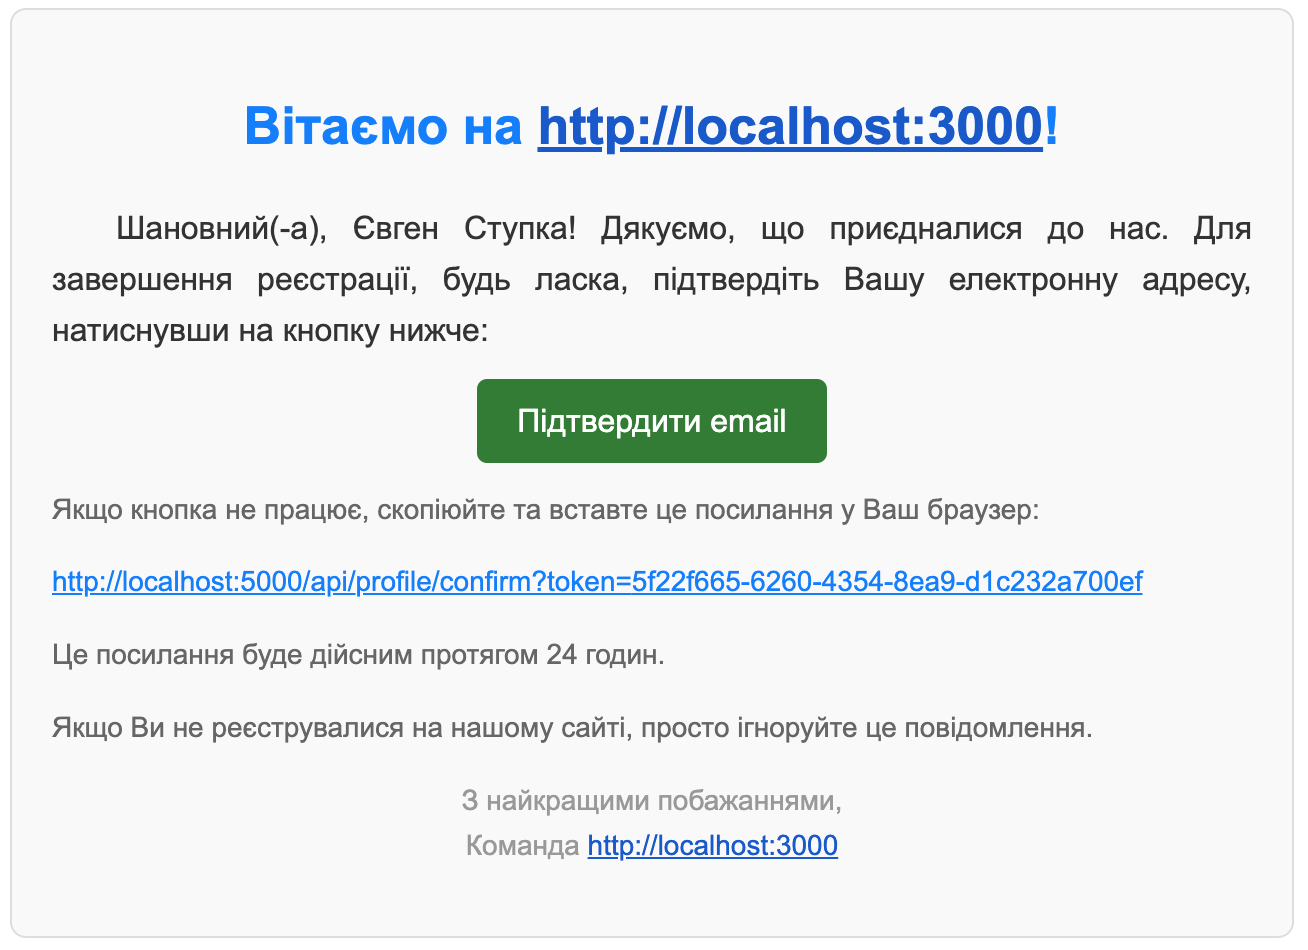 Вітаємо на http://localhost:3000!
Шановний(-а), Євген Ступка! Дякуємо, що приєдналися до нас. Для
завершення реєстрації, будь ласка, підтвердіть Вашу електронну адресу,
натиснувши на кнопку нижче:
Підтвердити email
Якщо кнопка не працює, скопіюйте та вставте це посилання у Ваш браузер:
http://localhost:5000/api/profile/confirm?token=5f22f665-6260-4354-8ea9-d1c232a700ef
Це посилання буде дійсним протягом 24 годин.
Якщо Ви не реєструвалися на нашому сайті, просто ігноруйте це повідомлення.
З найкращими побажаннями,
Команда http://localhost:3000